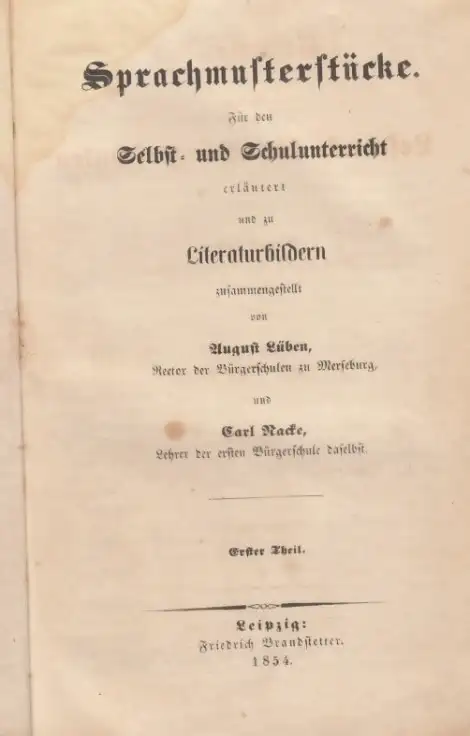 Sprachmusterstücke.
Für den
Selbst- und Schulunterricht
erläutert
und zu
Literaturbildern
zusammengestellt
von
August Lüben,
Rector der Bürgerschulen zu Merseburg,
und
Carl Nacke,
Lehrer der ersten Bürgerschule daselbst.
Erster Theil.
Leipzig:
Friedrich Brandstetter.
1854.